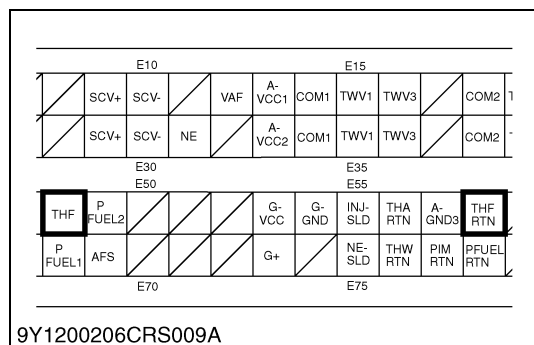 E10 E15
SCV+ SCV- VAF A-VCC1 COM1 TWV1 TWV3 COM2
SCV+ SCV- NE A-VCC2 COM1 TWV1 TWV3 COM2
E30 E35
E50 E55
THF P FUEL2 G-VCC G-GND INJ-SLD THA RTN A-GND3 THF RTN
P FUEL1 AFS G+ NE-SLD THW RTN PIM RTN PFUEL RTN
E70 E75
9Y1200206CRS009A